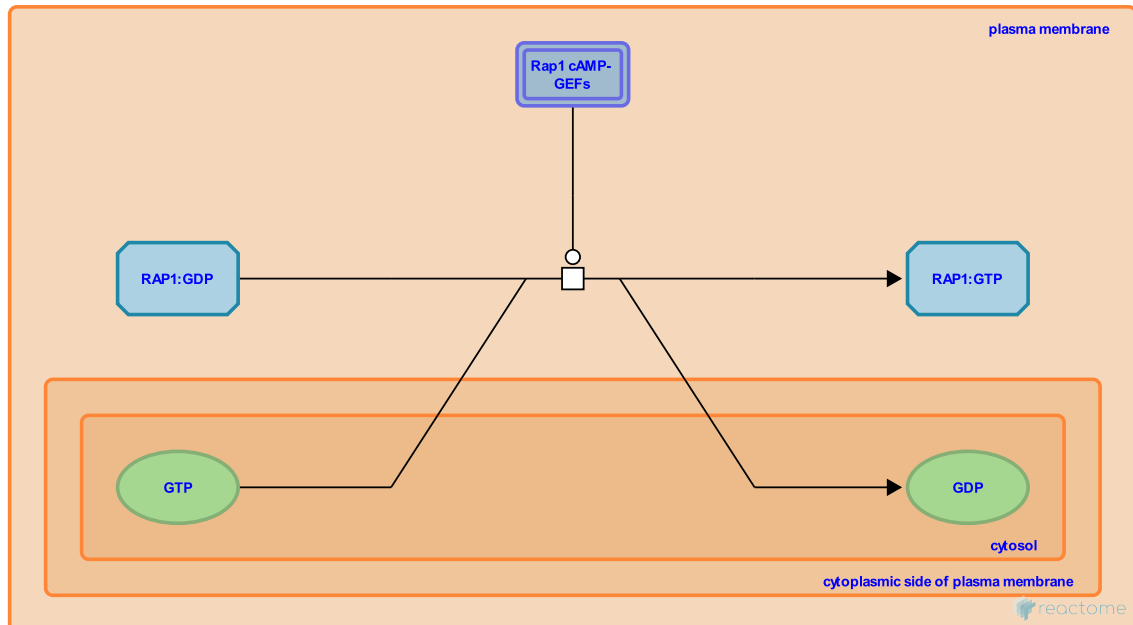 plasma membrane
Rap1 cAMP-
GEFs
RAP1:GDP
RAP1:GTP
GTP
GDP
cytosol
cytoplasmic side of plasma membrane
reactome